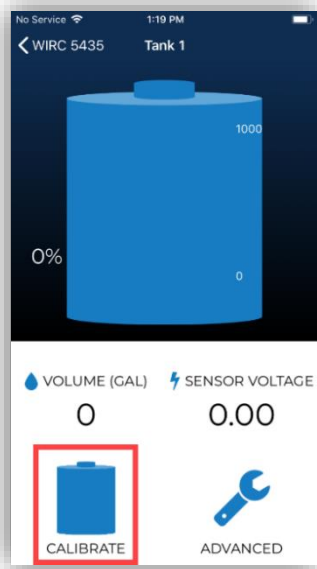 No Service 1:19 PM
WIRC 5435 Tank 1
1000
0%
0
VOLUME (GAL) SENSOR VOLTAGE
0 0.00
CALIBRATE ADVANCED